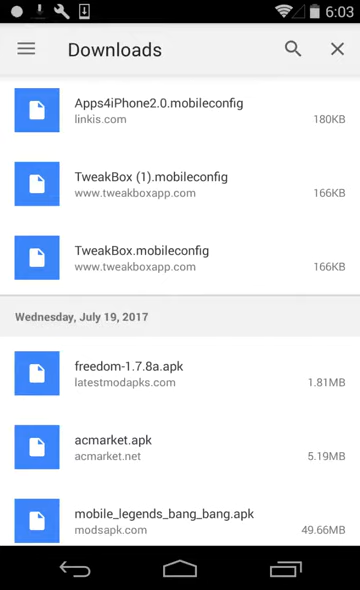 6:03
Downloads
Apps4iPhone2.0.mobileconfig
linkis.com 180KB
TweakBox (1).mobileconfig
www.tweakboxapp.com 166KB
TweakBox.mobileconfig
www.tweakboxapp.com 166KB
Wednesday, July 19, 2017
freedom-1.7.8a.apk
latestmodapks.com 1.81MB
acmarket.apk
acmarket.net 5.19MB
mobile_legends_bang_bang.apk
modsapk.com 49.66MB